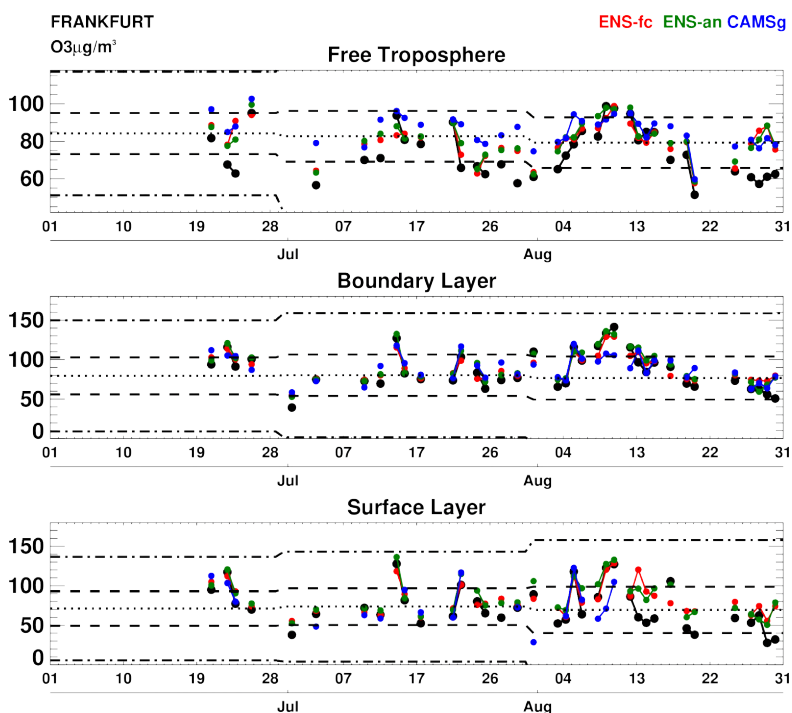 FRANKFURT ENS-fc ENS-an CAMSg
O3μg/m³
Free Troposphere
100
80
60
01 10 19 28 07 17 26 04 13 22 31
Jul Aug
Boundary Layer
150
100
50
0
01 10 19 28 07 17 26 04 13 22 31
Jul Aug
Surface Layer
150
100
50
0
01 10 19 28 07 17 26 04 13 22 31
Jul Aug